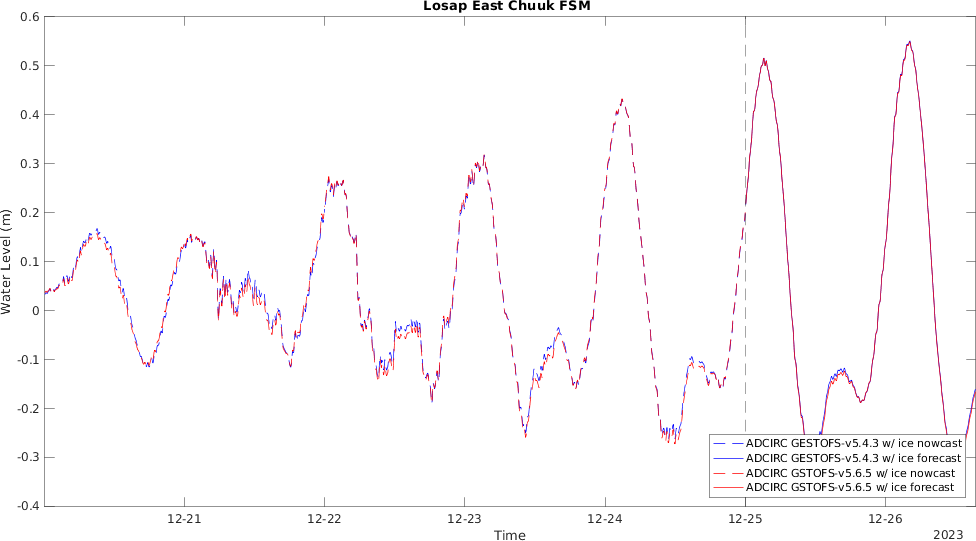 Losap East Chuuk FSM
0.6
0.5
0.4
0.3
0.2
0.1
0
-0.1
-0.2
-0.3
-0.4
Water Level (m)
12-21 12-22 12-23 12-24 12-25 12-26
Time
2023
ADCIRC GESTOFS-v5.4.3 w/ ice nowcast
ADCIRC GESTOFS-v5.4.3 w/ ice forecast
ADCIRC GSTOFS-v5.6.5 w/ ice nowcast
ADCIRC GSTOFS-v5.6.5 w/ ice forecast